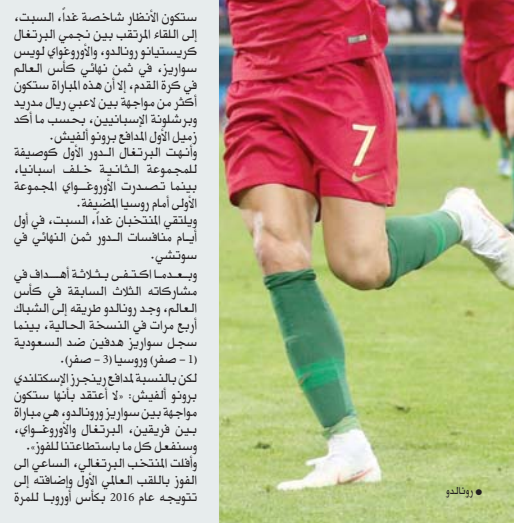 ستكون الأنظار شاخصة غداً، السبت،
إلى اللقاء المرتقب بين نجمي البرتغال
كريستيانو رونالدو، والأوروغواي لويس
سواريز، في ثمن نهائي كأس العالم
في كرة القدم، إلا أن هذه المباراة ستكون
أكثر من مواجهة بين لاعبي ريال مدريد
وبرشلونة الإسبانيين، بحسب ما أكد
زميل الأول المدافع برونو ألفيش.
وأنهت البرتغال الدور الأول كوصيفة
للمجموعة الثانية خلف اسبانيا،
بينما تصدرت الأوروغواي المجموعة
الأولى أمام روسيا المضيفة.
ويلتقي المنتخبان غداً، السبت، في أول
أيام منافسات الدور ثمن النهائي في
سوتشي.
وبعدما اكتفى بثلاثة أهداف في
مشاركاته الثلاث السابقة في كأس
العالم، وجد رونالدو طريقه إلى الشباك
أربع مرات في النسخة الحالية، بينما
سجل سواريز هدفين ضد السعودية
(1 - صفر) وروسيا (3 - صفر).
لكن بالنسبة لمدافع رينجرز الإسكتلندي
برونو ألفيش: «لا أعتقد بأنها ستكون
مواجهة بين سواريز ورونالدو، هي مباراة
بين فريقين، البرتغال والأوروغواي،
وسنفعل كل ما باستطاعتنا للفوز».
وأفلت المنتخب البرتغالي، الساعي الى
الفوز باللقب العالمي الأول وإضافته إلى
تتويجه عام 2016 بكأس أوروبا للمرة
7
● رونالدو